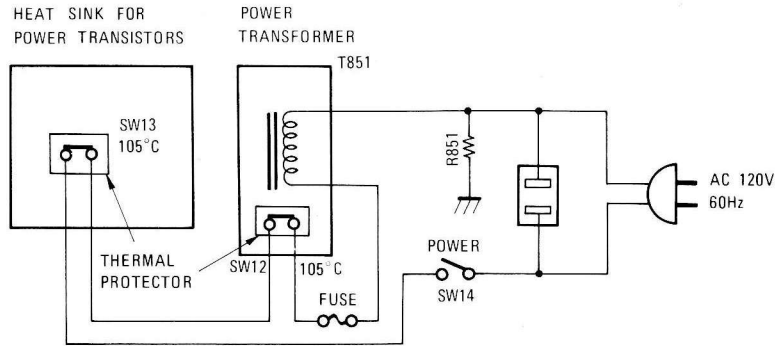 HEAT SINK FOR
POWER TRANSISTORS
POWER
TRANSFORMER
T851
SW13
105°C
R851
AC 120V
60Hz
THERMAL
PROTECTOR
SW12
105°C
POWER
SW14
FUSE